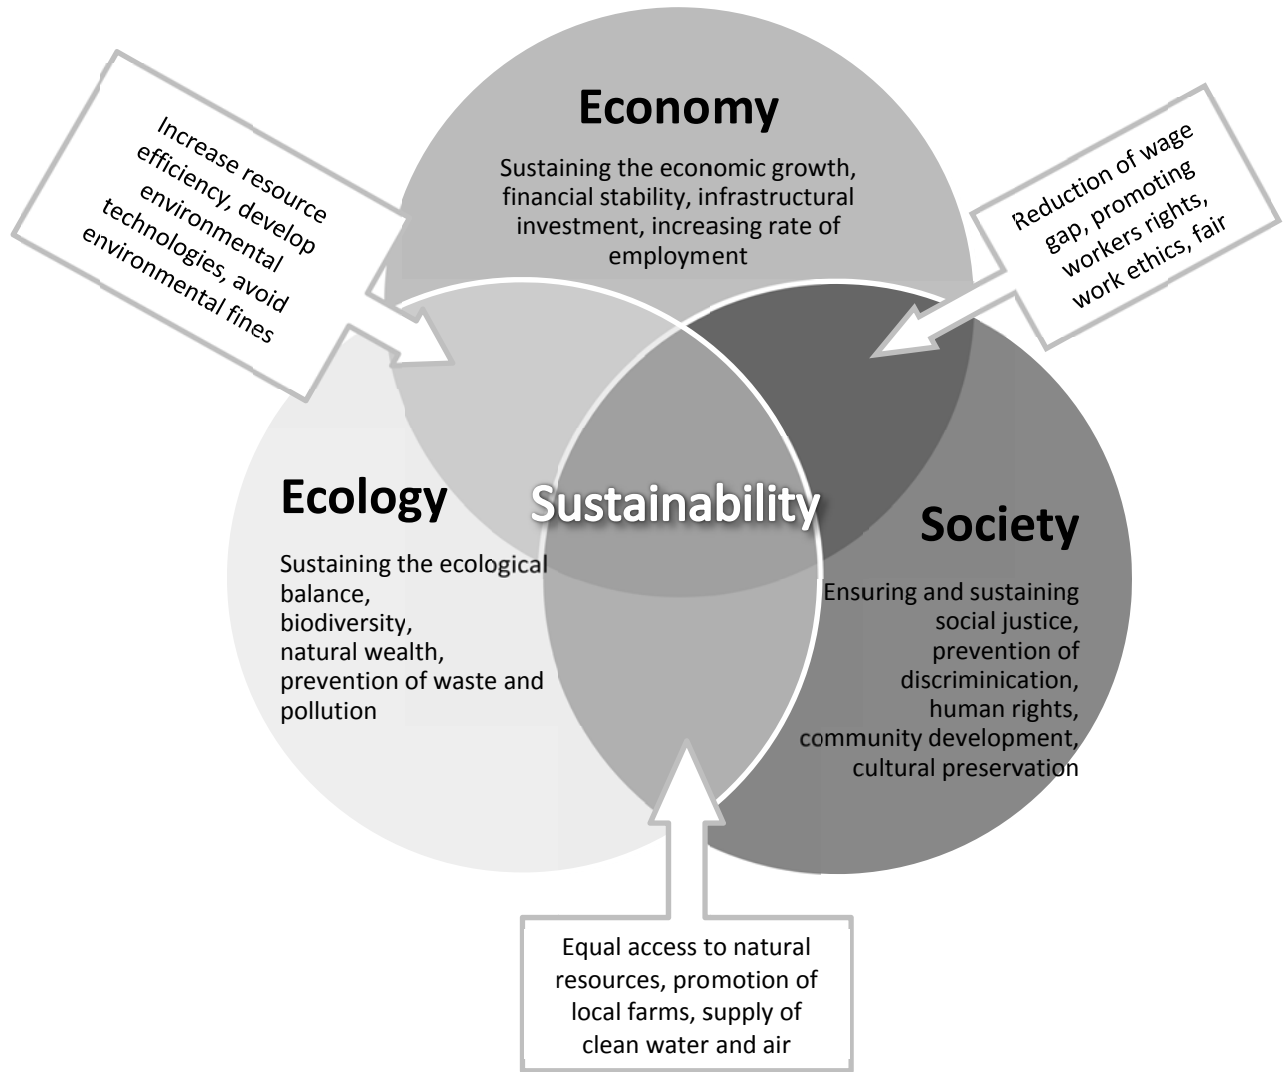 Economy
Sustaining the economic growth,
financial stability, infrastructural
investment, increasing rate of
employment
Increase resource
efficiency, develop
environmental
technologies, avoid
environmental fines
Reduction of wage
gap, promoting
workers rights,
work ethics, fair
Ecology
Sustaining the ecological
balance,
biodiversity,
natural wealth,
prevention of waste and
pollution
Sustainability
Society
Ensuring and sustaining
social justice,
prevention of
discriminication,
human rights,
community development,
cultural preservation
Equal access to natural
resources, promotion of
local farms, supply of
clean water and air